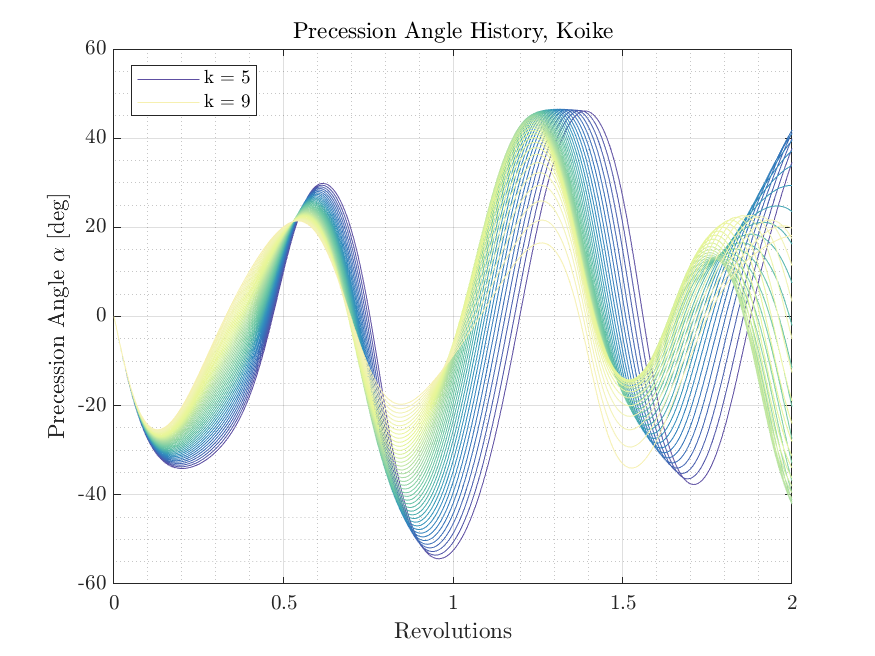 Precession Angle History, Koike
k = 5
k = 9
Precession Angle α [deg]
60
40
20
0
-20
-40
-60
0
0.5
1
1.5
2
Revolutions